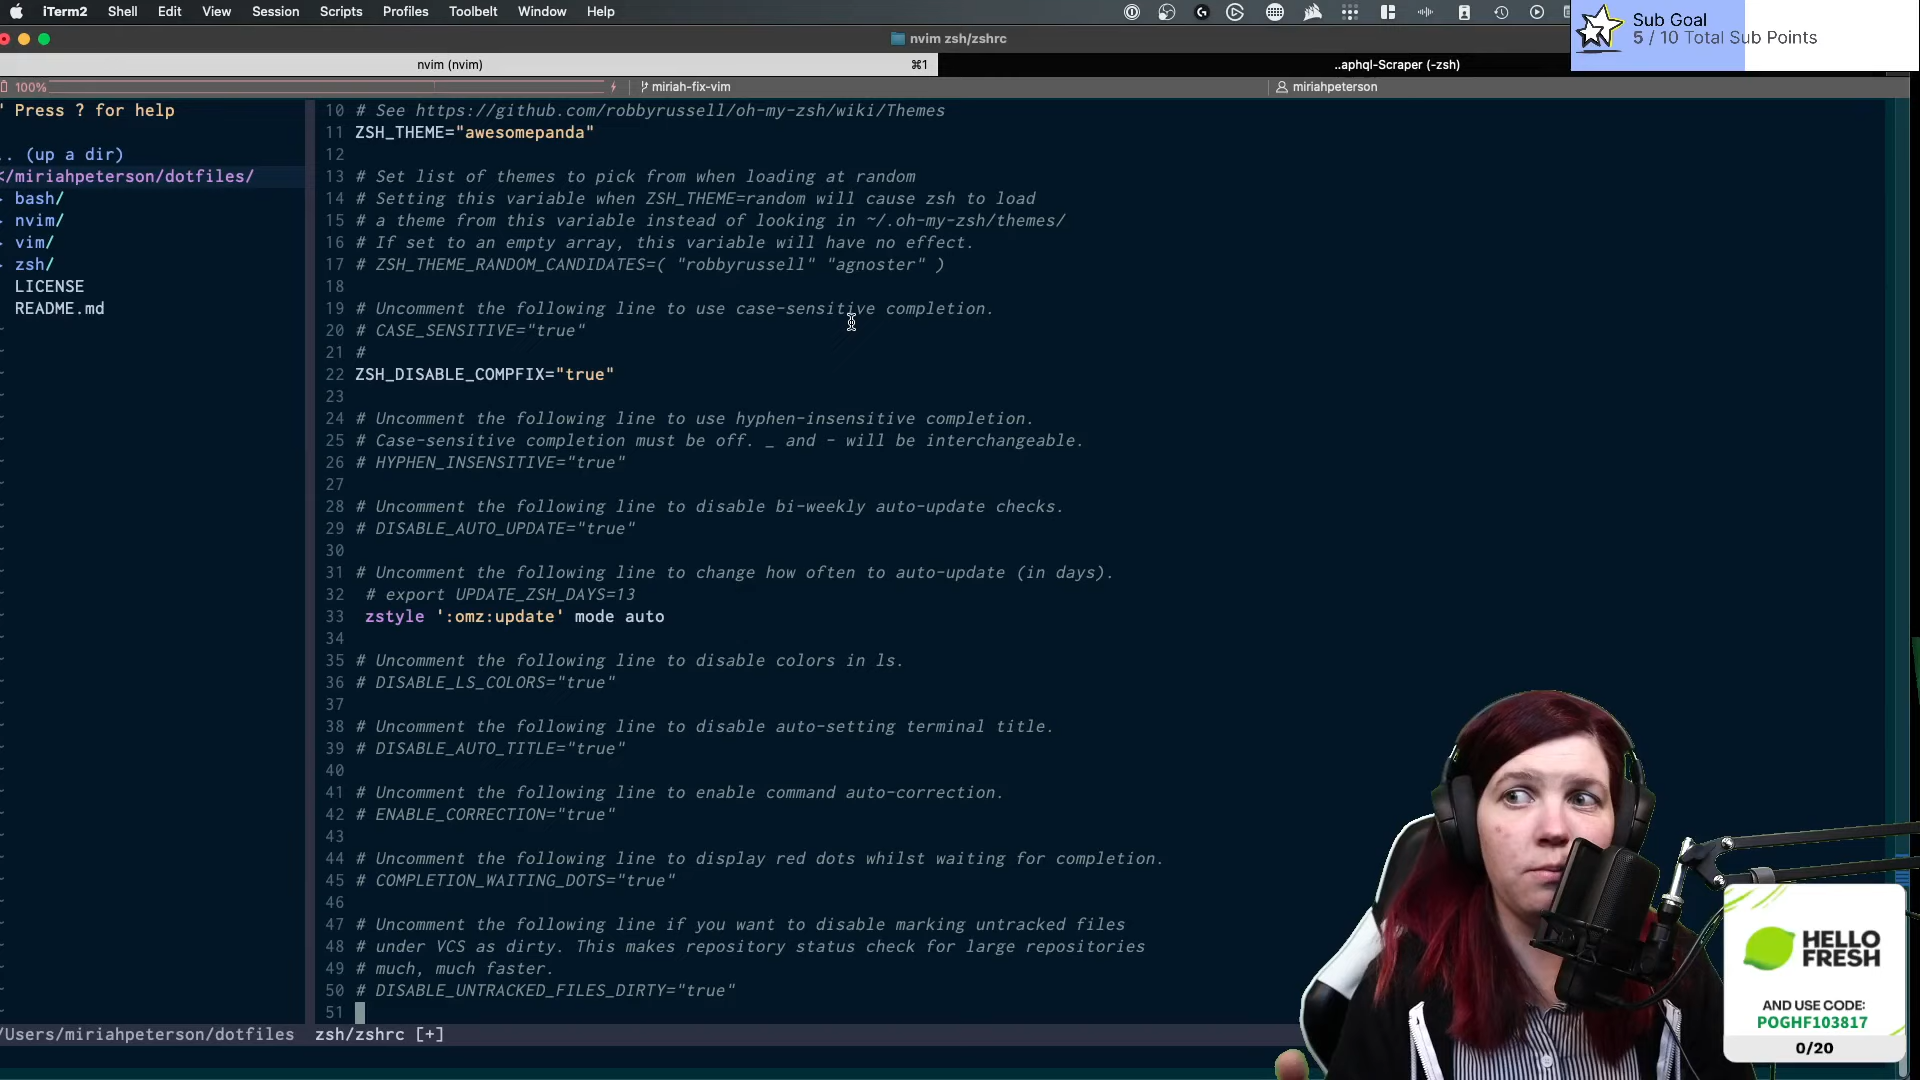 iTerm2 Shell Edit View Session Scripts Profiles Toolbelt Window Help
Sub Goal
5 / 10 Total Sub Points
nvim zsh/zshrc
nvim (nvim) ⌘1 ..aphql-Scraper (-zsh)
100% miriah-fix-vim miriahpeterson
" Press ? for help
.. (up a dir)
</miriahpeterson/dotfiles/
bash/
nvim/
vim/
zsh/
LICENSE
README.md
10 # See https://github.com/robbyrussell/oh-my-zsh/wiki/Themes
11 ZSH_THEME="awesomepanda"
12
13 # Set list of themes to pick from when loading at random
14 # Setting this variable when ZSH_THEME=random will cause zsh to load
15 # a theme from this variable instead of looking in ~/.oh-my-zsh/themes/
16 # If set to an empty array, this variable will have no effect.
17 # ZSH_THEME_RANDOM_CANDIDATES=( "robbyrussell" "agnoster" )
18
19 # Uncomment the following line to use case-sensitive completion.
20 # CASE_SENSITIVE="true"
21 #
22 ZSH_DISABLE_COMPFIX="true"
23
24 # Uncomment the following line to use hyphen-insensitive completion.
25 # Case-sensitive completion must be off. _ and - will be interchangeable.
26 # HYPHEN_INSENSITIVE="true"
27
28 # Uncomment the following line to disable bi-weekly auto-update checks.
29 # DISABLE_AUTO_UPDATE="true"
30
31 # Uncomment the following line to change how often to auto-update (in days).
32 # export UPDATE_ZSH_DAYS=13
33 zstyle ':omz:update' mode auto
34
35 # Uncomment the following line to disable colors in ls.
36 # DISABLE_LS_COLORS="true"
37
38 # Uncomment the following line to disable auto-setting terminal title.
39 # DISABLE_AUTO_TITLE="true"
40
41 # Uncomment the following line to enable command auto-correction.
42 # ENABLE_CORRECTION="true"
43
44 # Uncomment the following line to display red dots whilst waiting for completion.
45 # COMPLETION_WAITING_DOTS="true"
46
47 # Uncomment the following line if you want to disable marking untracked files
48 # under VCS as dirty. This makes repository status check for large repositories
49 # much, much faster.
50 # DISABLE_UNTRACKED_FILES_DIRTY="true"
51
/Users/miriahpeterson/dotfiles zsh/zshrc [+]
HELLO
FRESH
AND USE CODE:
POGHF103817
0/20